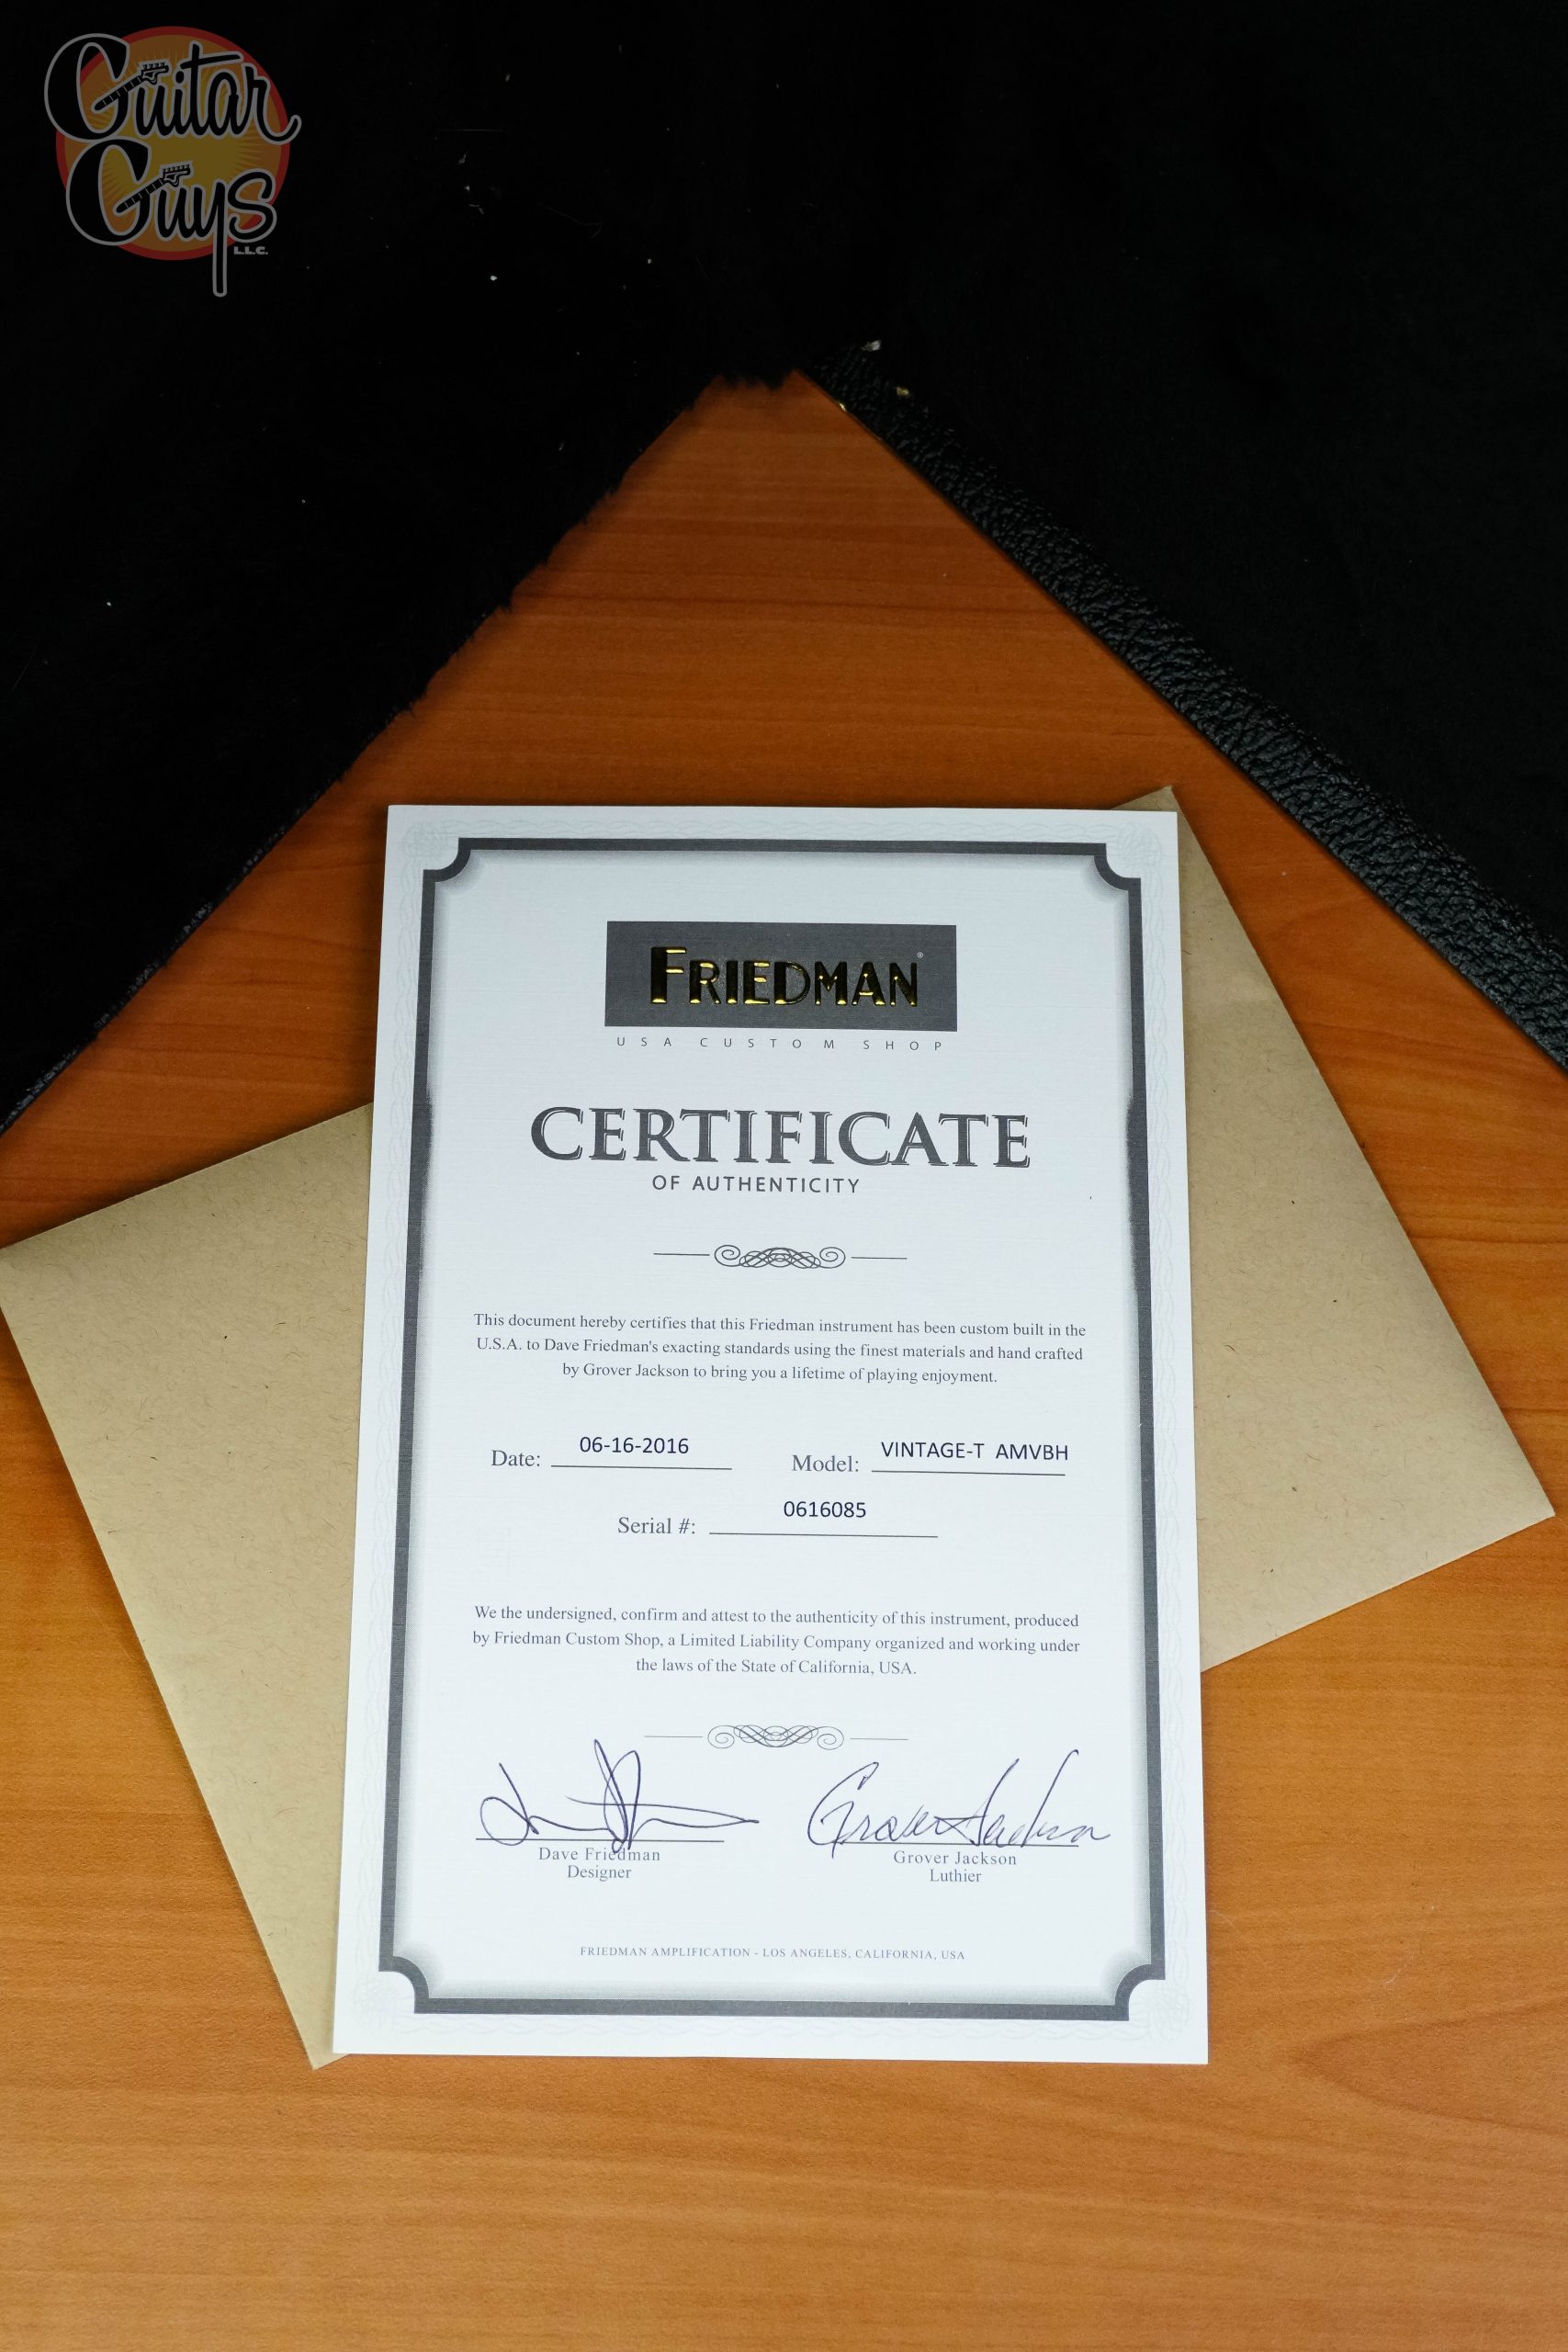 Guitar
Guys
L.L.C.
FRIEDMAN®
USA CUSTOM SHOP
CERTIFICATE
OF AUTHENTICITY
This document hereby certifies that this Friedman instrument has been custom built in the
U.S.A. to Dave Friedman's exacting standards using the finest materials and hand crafted
by Grover Jackson to bring you a lifetime of playing enjoyment.
Date: 06-16-2016 Model: VINTAGE-T AMVBH
Serial #: 0616085
We the undersigned, confirm and attest to the authenticity of this instrument, produced
by Friedman Custom Shop, a Limited Liability Company organized and working under
the laws of the State of California, USA.
Grover Jackson
Dave Friedman Grover Jackson
Designer Luthier
FRIEDMAN AMPLIFICATION - LOS ANGELES, CALIFORNIA, USA